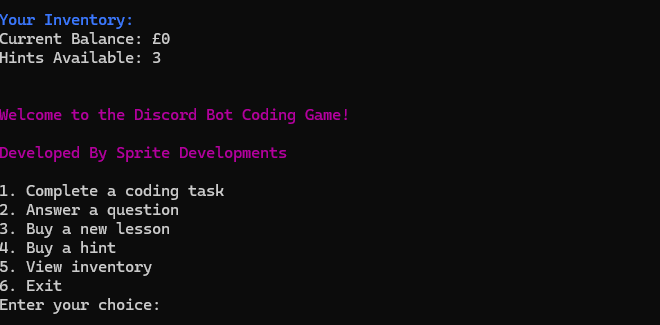 Your Inventory:
Current Balance: £0
Hints Available: 3
Welcome to the Discord Bot Coding Game!
Developed By Sprite Developments
1. Complete a coding task
2. Answer a question
3. Buy a new lesson
4. Buy a hint
5. View inventory
6. Exit
Enter your choice: